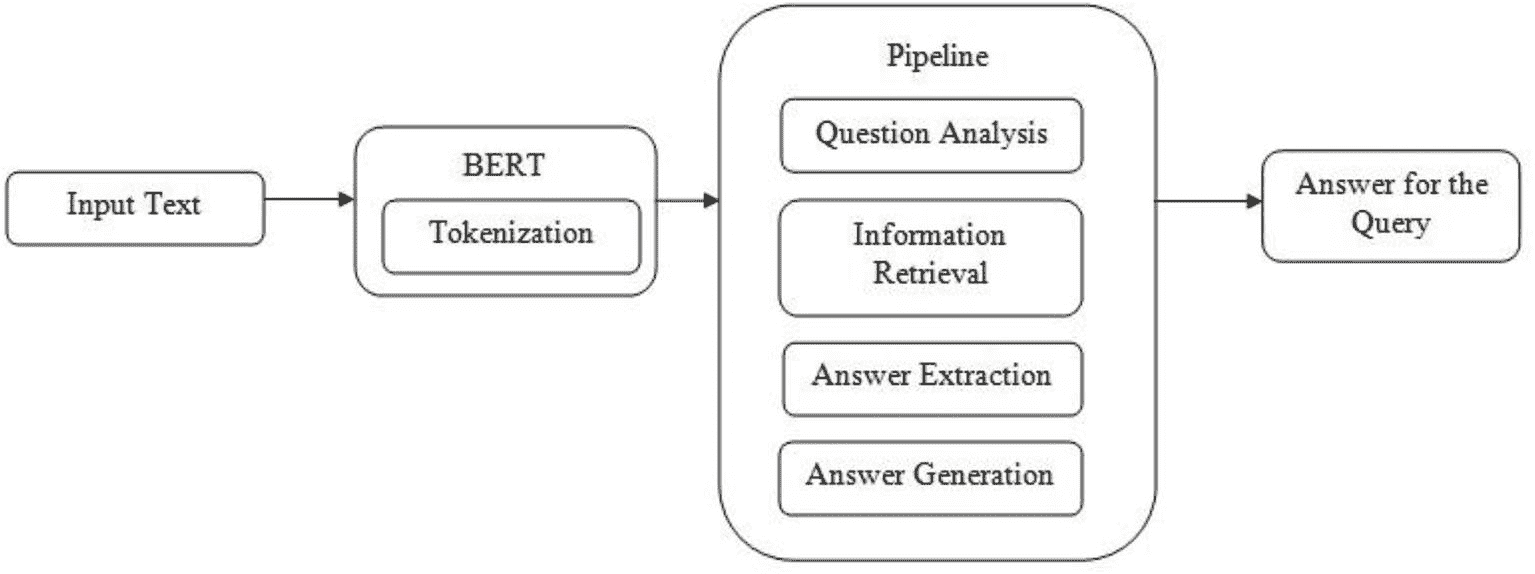 Input Text
BERT
Tokenization
Pipeline
Question Analysis
Information
Retrieval
Answer Extraction
Answer Generation
Answer for the
Query